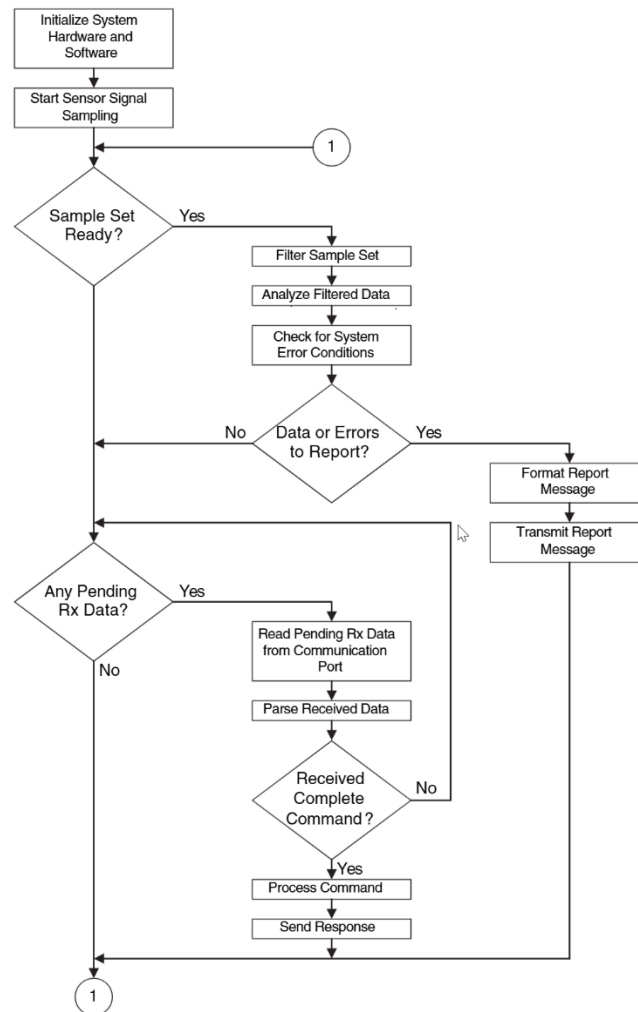 Initialize System
Hardware and
Software
Start Sensor Signal
Sampling
1
Sample Set
Ready?
Yes
Filter Sample Set
Analyze Filtered Data
Check for System
Error Conditions
No
Data or Errors
to Report?
Yes
Format Report
Message
Transmit Report
Message
Any Pending
Rx Data?
Yes
No
Read Pending Rx Data
from Communication
Port
Parse Received Data
Received
Complete
Command?
No
Yes
Process Command
Send Response
1